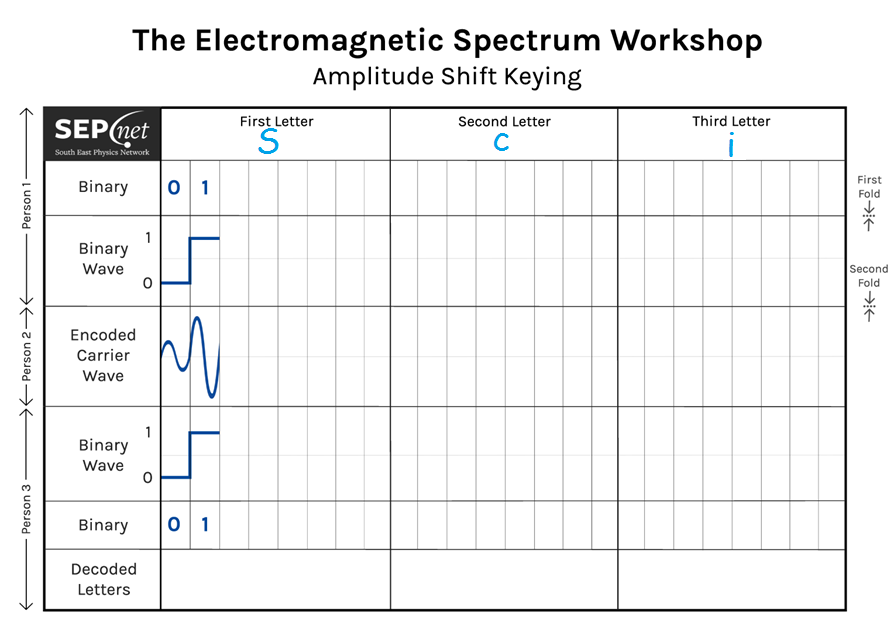 The Electromagnetic Spectrum Workshop
Amplitude Shift Keying
SEPnet
South East Physics Network
First Letter
Second Letter
Third Letter
S
c
i
Person 1
Binary
0 1
First
Fold
Binary
Wave
1
0
Second
Fold
Person 2
Encoded
Carrier
Wave
Person 3
Binary
Wave
1
0
Binary
0 1
Decoded
Letters